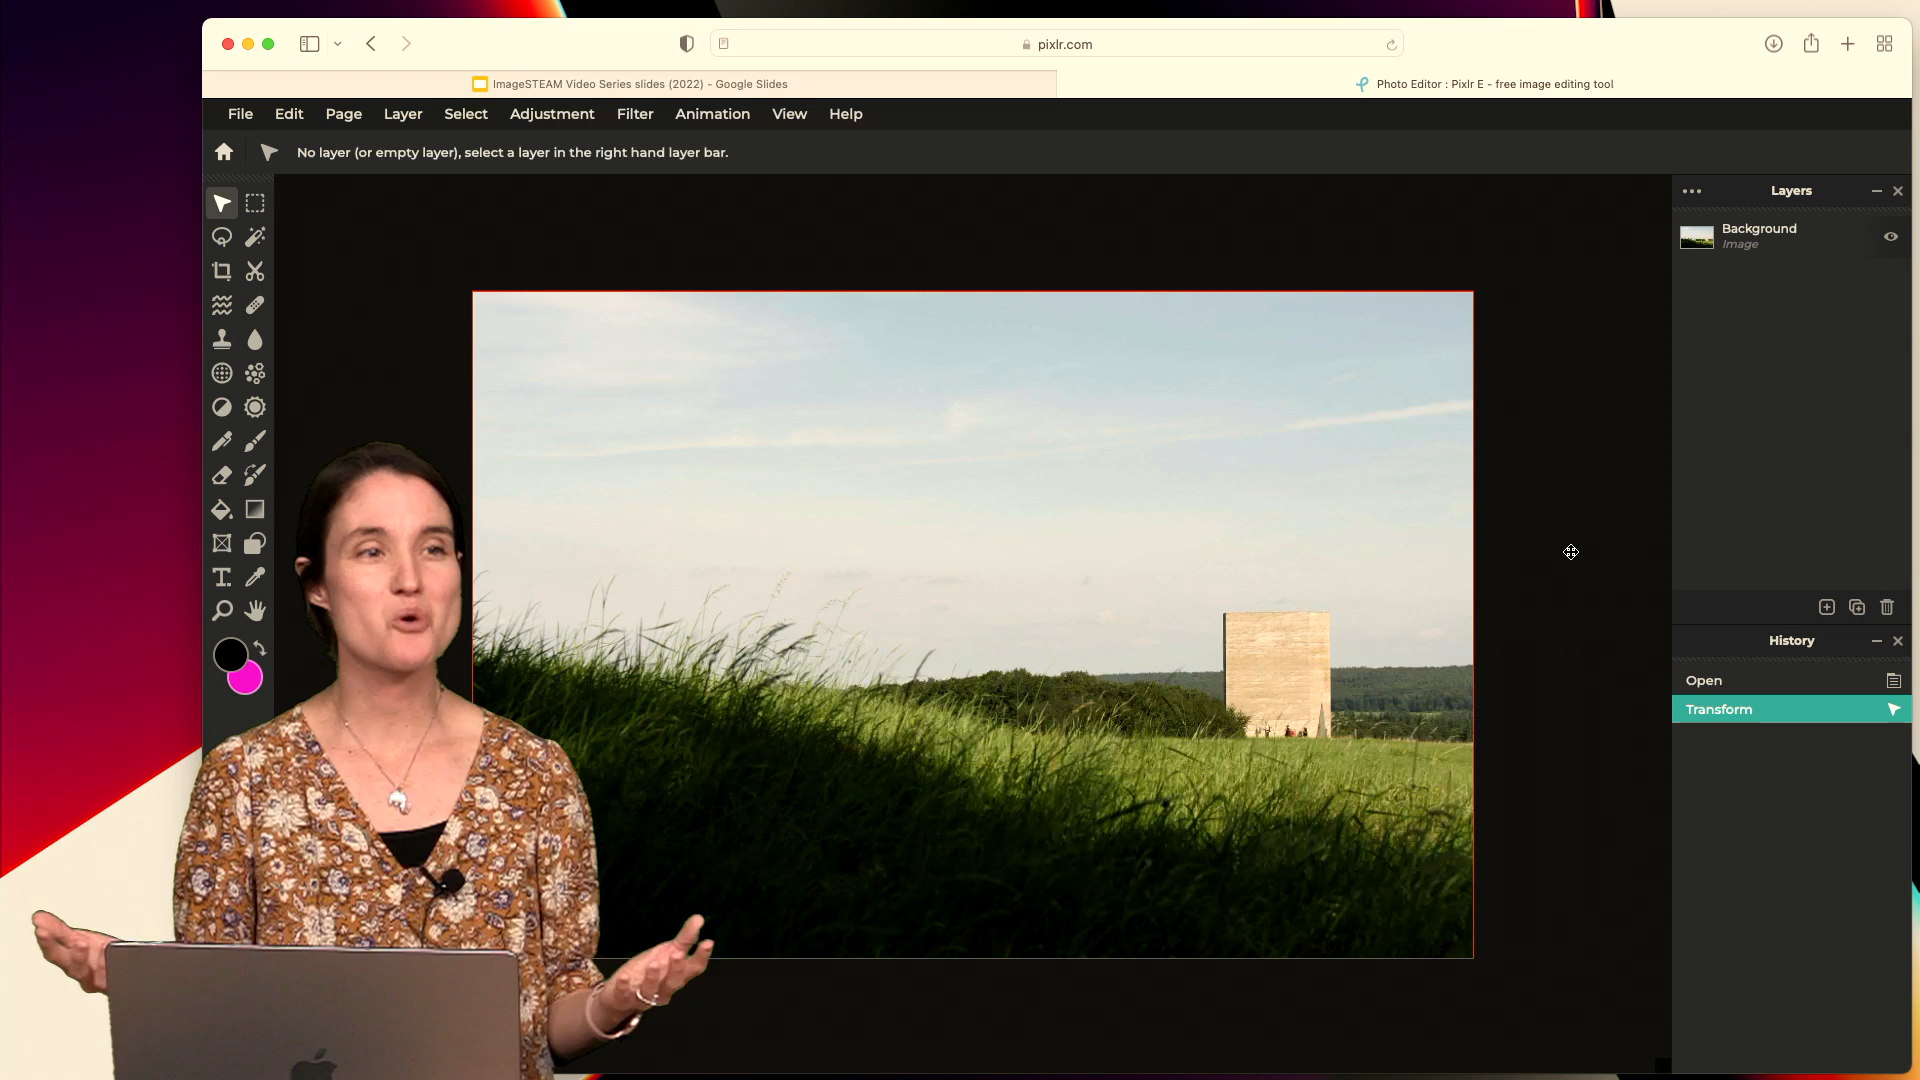 pixlr.com
ImageSTEAM Video Series slides (2022) - Google Slides
Photo Editor : Pixlr E - free image editing tool
File Edit Page Layer Select Adjustment Filter Animation View Help
No layer (or empty layer), select a layer in the right hand layer bar.
Layers
Background
Image
History
Open
Transform